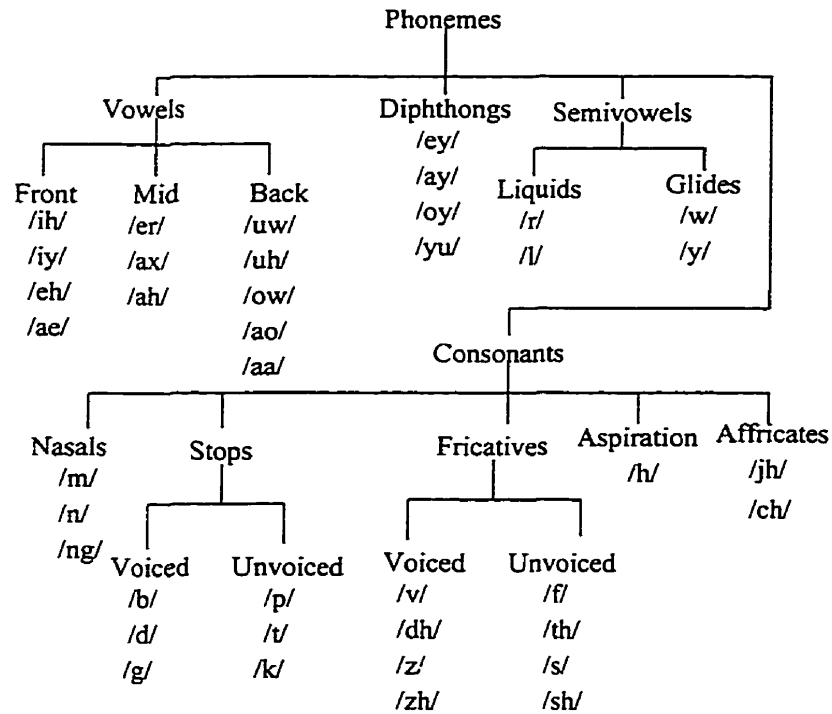 Phonemes
Vowels
Diphthongs
/ey/
/ay/
/oy/
/yu/
Semivowels
Front
/ih/
/iy/
/eh/
/ae/
Mid
/er/
/ax/
/ah/
Back
/uw/
/uh/
/ow/
/ao/
/aa/
Liquids
/r/
/l/
Glides
/w/
/y/
Consonants
Nasals
/m/
/n/
/ng/
Stops
Voiced
/b/
/d/
/g/
Unvoiced
/p/
/t/
/k/
Fricatives
Voiced
/v/
/dh/
/z/
/zh/
Unvoiced
/f/
/th/
/s/
/sh/
Aspiration
/h/
Affricates
/jh/
/ch/